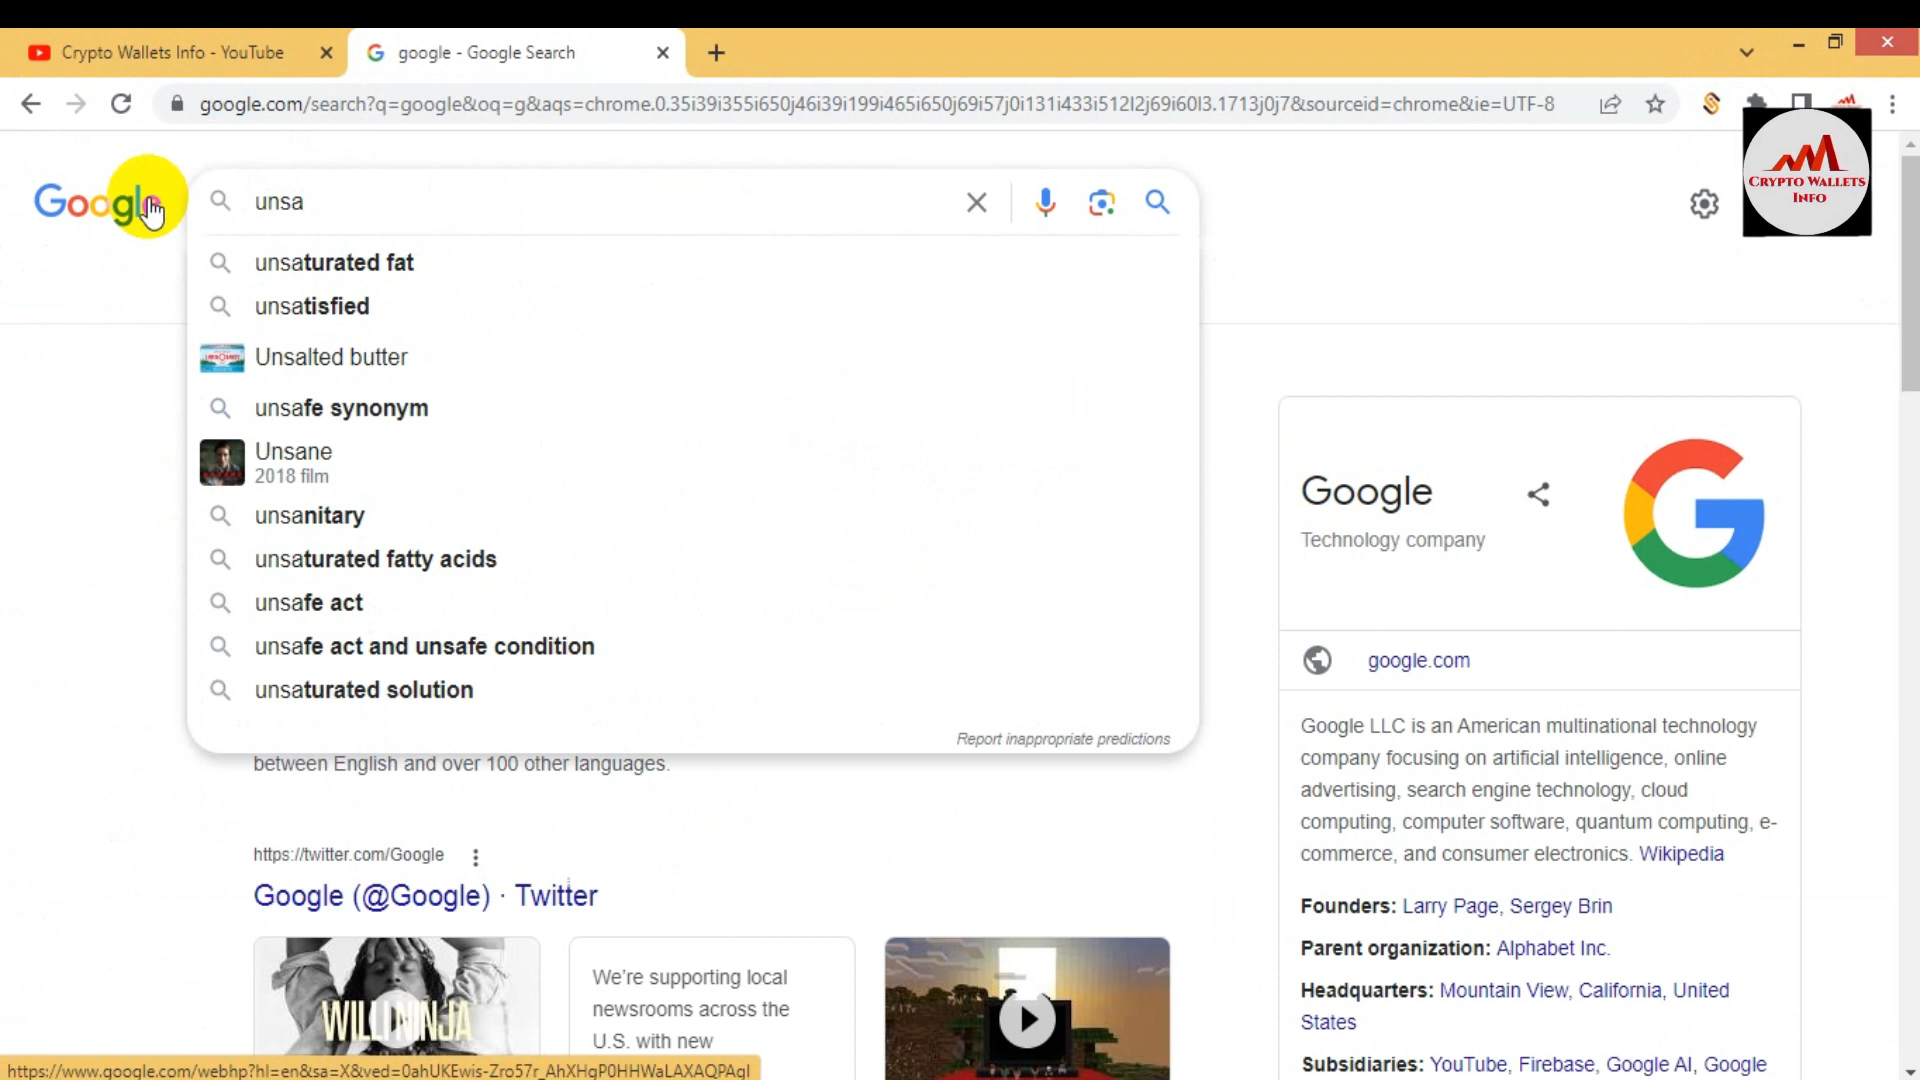 Crypto Wallets Info - YouTube
google - Google Search
google.com/search?q=google&oq=g&aqs=chrome.0.35i39i355i650j46i39i199i465i650j69i57j0i131i433i512l2j69i60l3.1713j0j7&sourceid=chrome&ie=UTF-8
CRYPTO WALLETS
INFO
Google
unsa
unsaturated fat
unsatisfied
Unsalted butter
unsafe synonym
Unsane
2018 film
unsanitary
unsaturated fatty acids
unsafe act
unsafe act and unsafe condition
unsaturated solution
Report inappropriate predictions
between English and over 100 other languages.
https://twitter.com/Google
Google (@Google) · Twitter
WILLI NINJA
We're supporting local
newsrooms across the
U.S. with new
Google
Technology company
google.com
Google LLC is an American multinational technology
company focusing on artificial intelligence, online
advertising, search engine technology, cloud
computing, computer software, quantum computing, e-
commerce, and consumer electronics. Wikipedia
Founders: Larry Page, Sergey Brin
Parent organization: Alphabet Inc.
Headquarters: Mountain View, California, United
States
Subsidiaries: YouTube, Firebase, Google AI, Google
https://www.google.com/webhp?hl=en&sa=X&ved=0ahUKEwis-Zro57r_AhXHgP0HHWaLAXAQPAgI